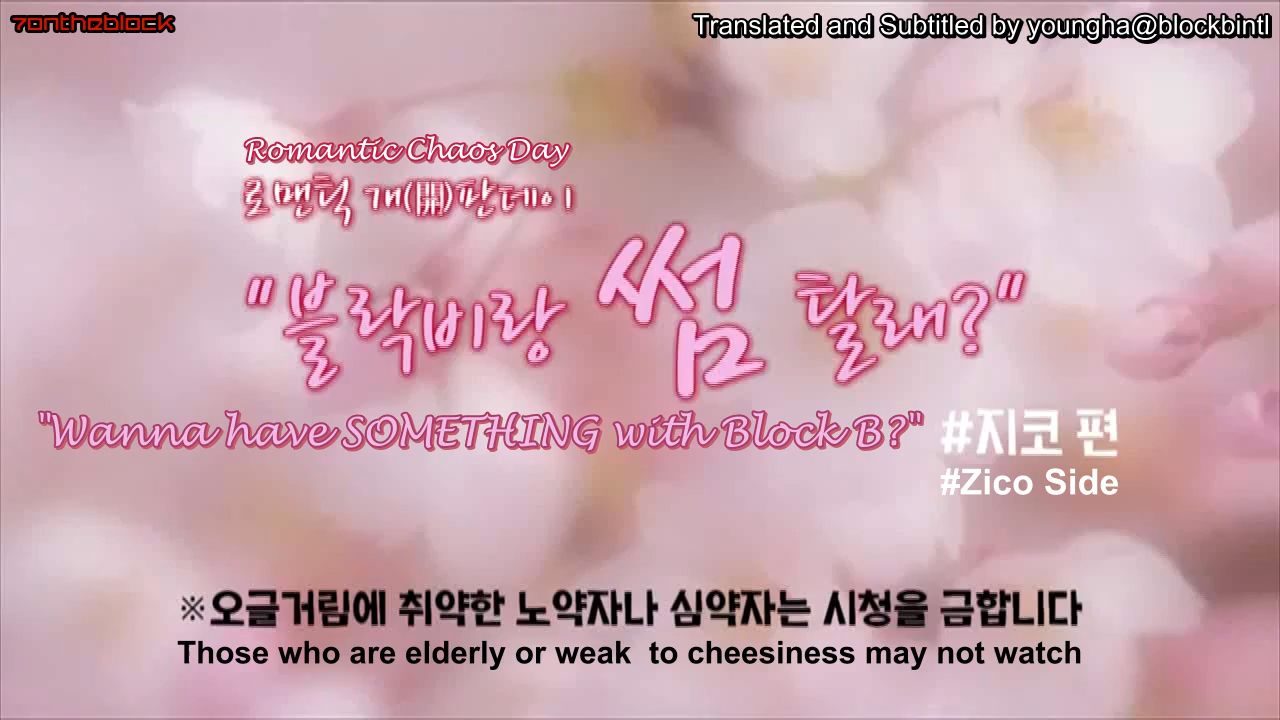 7ontheblock
Translated and Subtitled by youngha@blockbintl
Romantic Chaos Day
로맨틱 개(開)판데이
"블락비랑 썸 탈래?"
"Wanna have SOMETHING with Block B?"
#지코 편
#Zico Side
※오글거림에 취약한 노약자나 심약자는 시청을 금합니다
Those who are elderly or weak to cheesiness may not watch